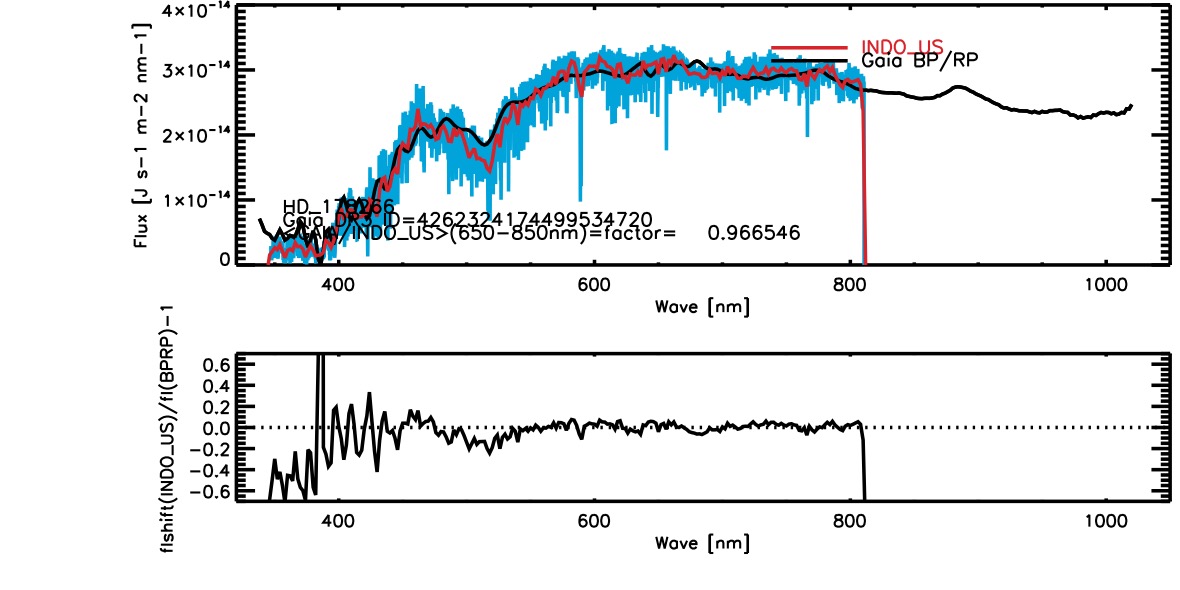 4×10−14
3×10−14
2×10−14
1×10−14
0
Flux [J s−1 m−2 nm−1]
INDO_US
Gaia BP/RP
HD_178266
Gaia DR3 ID=4262324174499534720
<GAIA/INDO_US>(650−850nm)=factor= 0.966546
400 600 800 1000
Wave [nm]
flshift(INDO_US)/fl(BPRP)−1
0.6
0.4
0.2
0.0
−0.2
−0.4
−0.6
400 600 800 1000
Wave [nm]